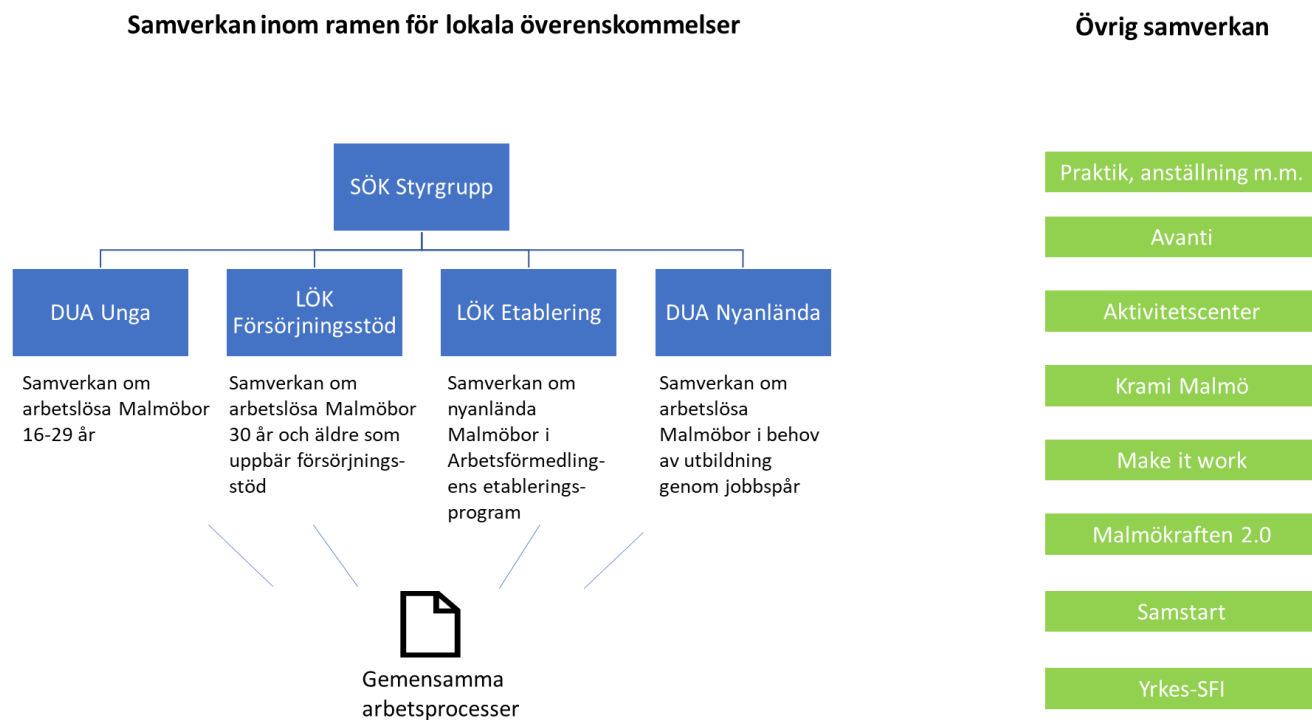 Samverkan inom ramen för lokala överenskommelser
Övrig samverkan
SÖK Styrgrupp
DUA Unga
LÖK
Försörjningsstöd
LÖK Etablering
DUA Nyanlända
Samverkan om
arbetslösa Malmöbor
16-29 år
Samverkan om
arbetslösa Malmöbor
30 år och äldre som
uppbär försörjnings-
stöd
Samverkan om
nyanlända
Malmöbor i
Arbetsförmedling-
ens etablerings-
program
Samverkan om
arbetslösa
Malmöbor i behov
av utbildning
genom jobbspår
Gemensamma
arbetsprocesser
Praktik, anställning m.m.
Avanti
Aktivitetscenter
Krami Malmö
Make it work
Malmökraften 2.0
Samstart
Yrkes-SFI